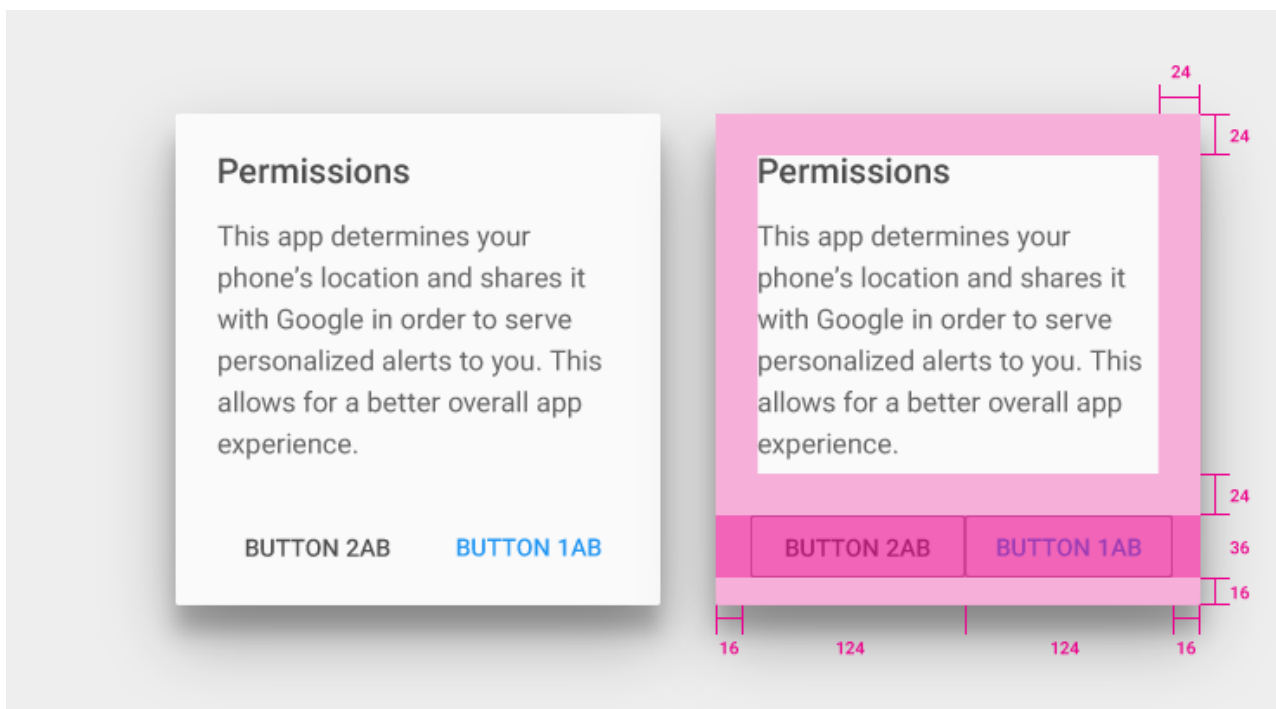 Permissions
This app determines your
phone's location and shares it
with Google in order to serve
personalized alerts to you. This
allows for a better overall app
experience.
BUTTON 2AB BUTTON 1AB
24
24
Permissions
This app determines your
phone's location and shares it
with Google in order to serve
personalized alerts to you. This
allows for a better overall app
experience.
24
BUTTON 2AB BUTTON 1AB 36
16
16 124 124 16